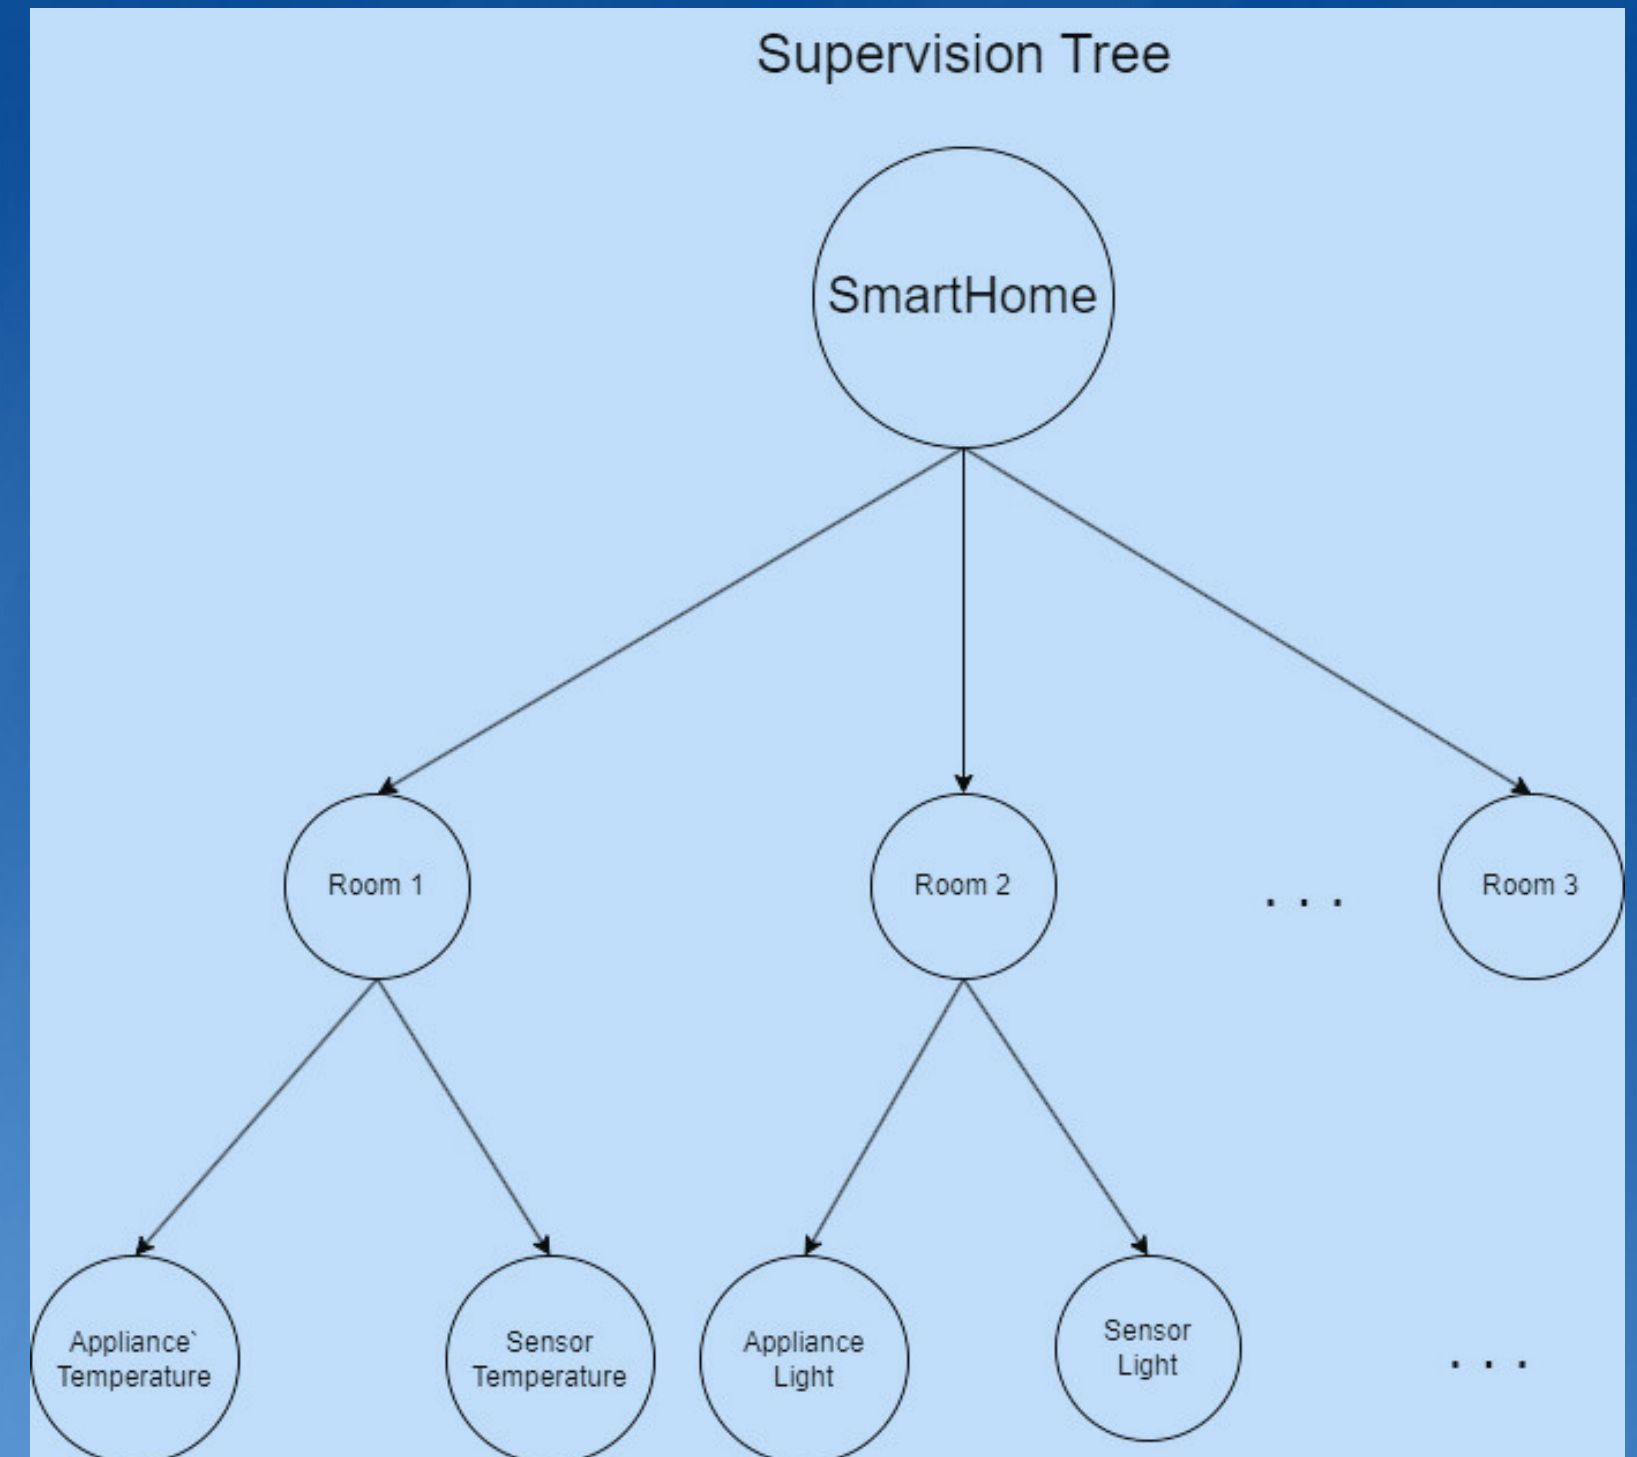 Supervision Tree
SmartHome
Room 1
Room 2
. . .
Room 3
Appliance`
Temperature
Sensor
Temperature
Appliance
Light
Sensor
Light
. . .